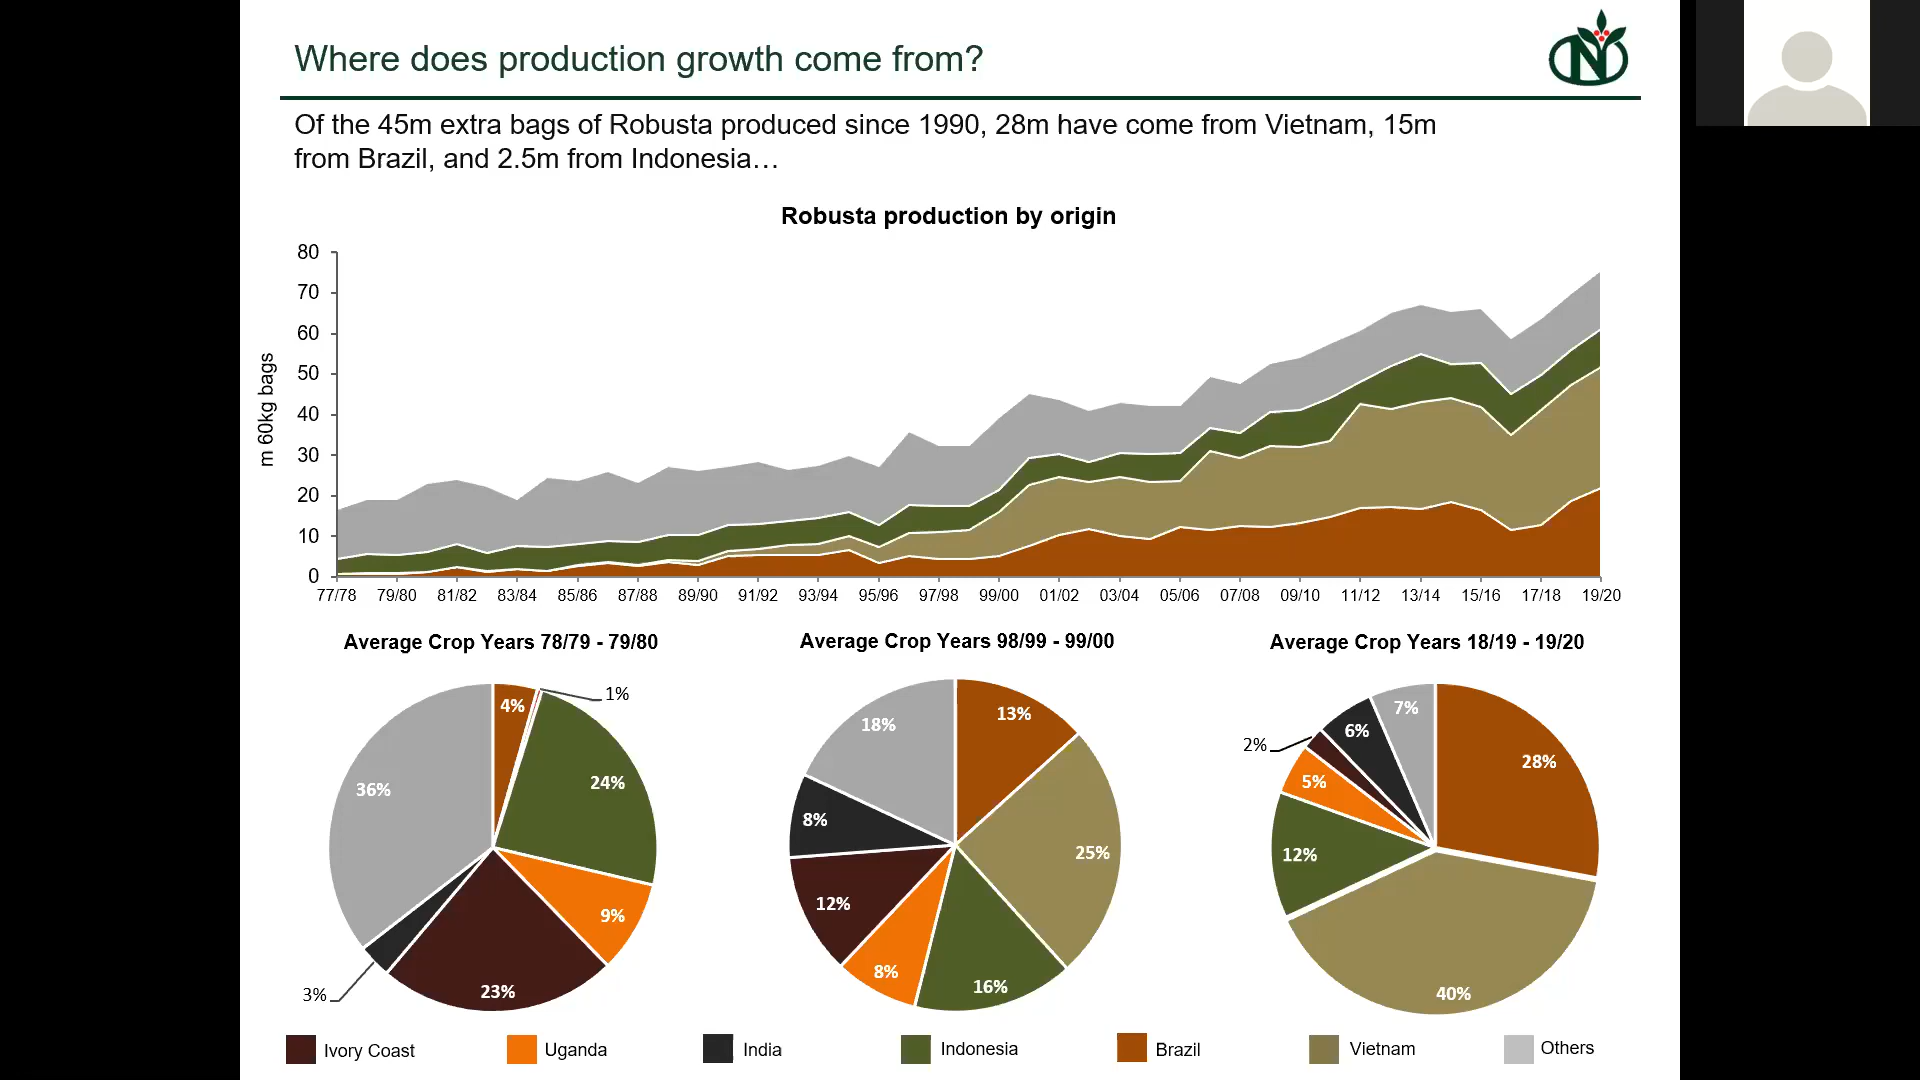 Where does production growth come from?
N
Of the 45m extra bags of Robusta produced since 1990, 28m have come from Vietnam, 15m
from Brazil, and 2.5m from Indonesia…
Robusta production by origin
m 60kg bags
80
70
60
50
40
30
20
10
0
77/78 79/80 81/82 83/84 85/86 87/88 89/90 91/92 93/94 95/96 97/98 99/00 01/02 03/04 05/06 07/08 09/10 11/12 13/14 15/16 17/18 19/20
Average Crop Years 78/79 - 79/80
4%
1%
24%
9%
23%
3%
36%
Average Crop Years 98/99 - 99/00
13%
25%
16%
8%
12%
8%
18%
Average Crop Years 18/19 - 19/20
28%
40%
12%
5%
2%
6%
7%
Ivory Coast Uganda India Indonesia Brazil Vietnam Others